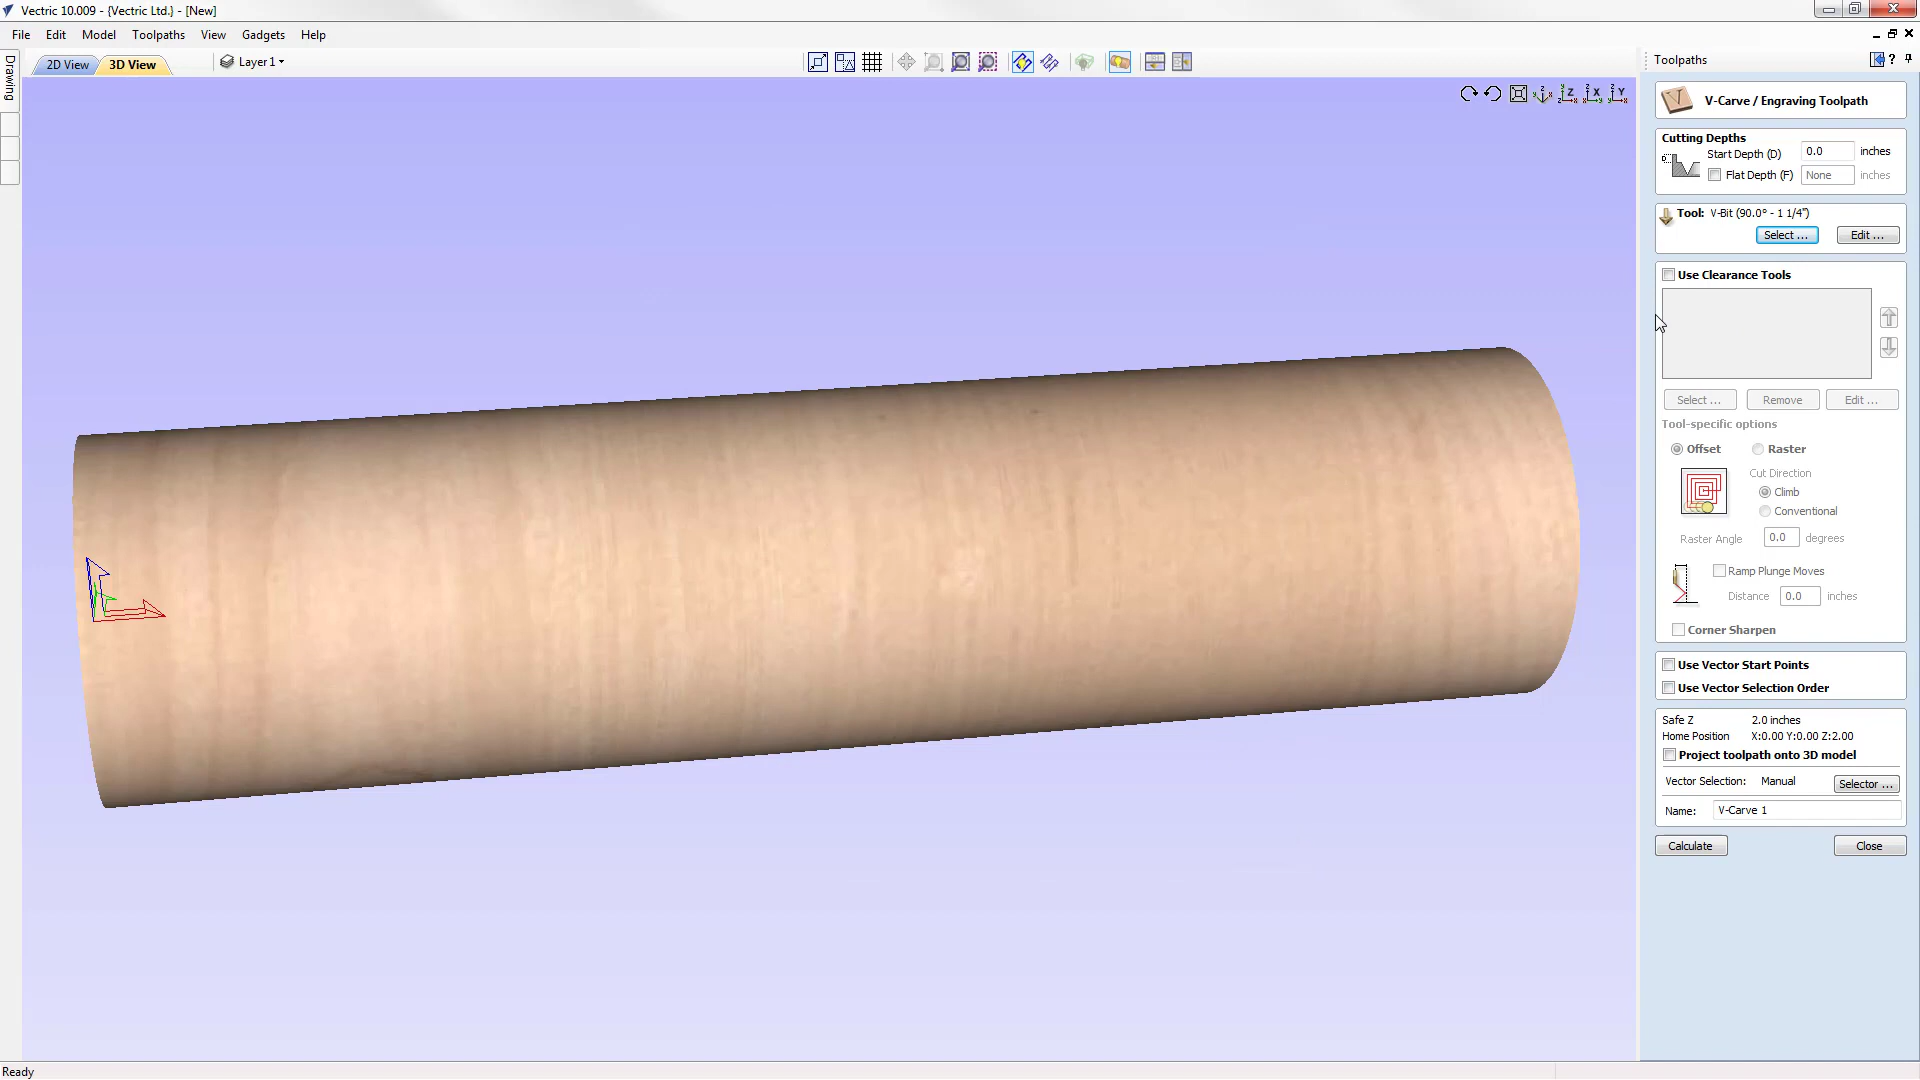 Vectric 10.009 - {Vectric Ltd.} - [New]
File Edit Model Toolpaths View Gadgets Help
Drawing
2D View 3D View Layer 1
Toolpaths
V-Carve / Engraving Toolpath
Cutting Depths
Start Depth (D) 0.0 inches
Flat Depth (F) None inches
Tool: V-Bit (90.0° - 1 1/4")
Select ... Edit ...
Use Clearance Tools
Select ... Remove Edit ...
Tool-specific options
Offset Raster
Cut Direction
Climb
Conventional
Raster Angle 0.0 degrees
Ramp Plunge Moves
Distance 0.0 inches
Corner Sharpen
Use Vector Start Points
Use Vector Selection Order
Safe Z 2.0 inches
Home Position X:0.00 Y:0.00 Z:2.00
Project toolpath onto 3D model
Vector Selection: Manual Selector ...
Name: V-Carve 1
Calculate Close
Ready